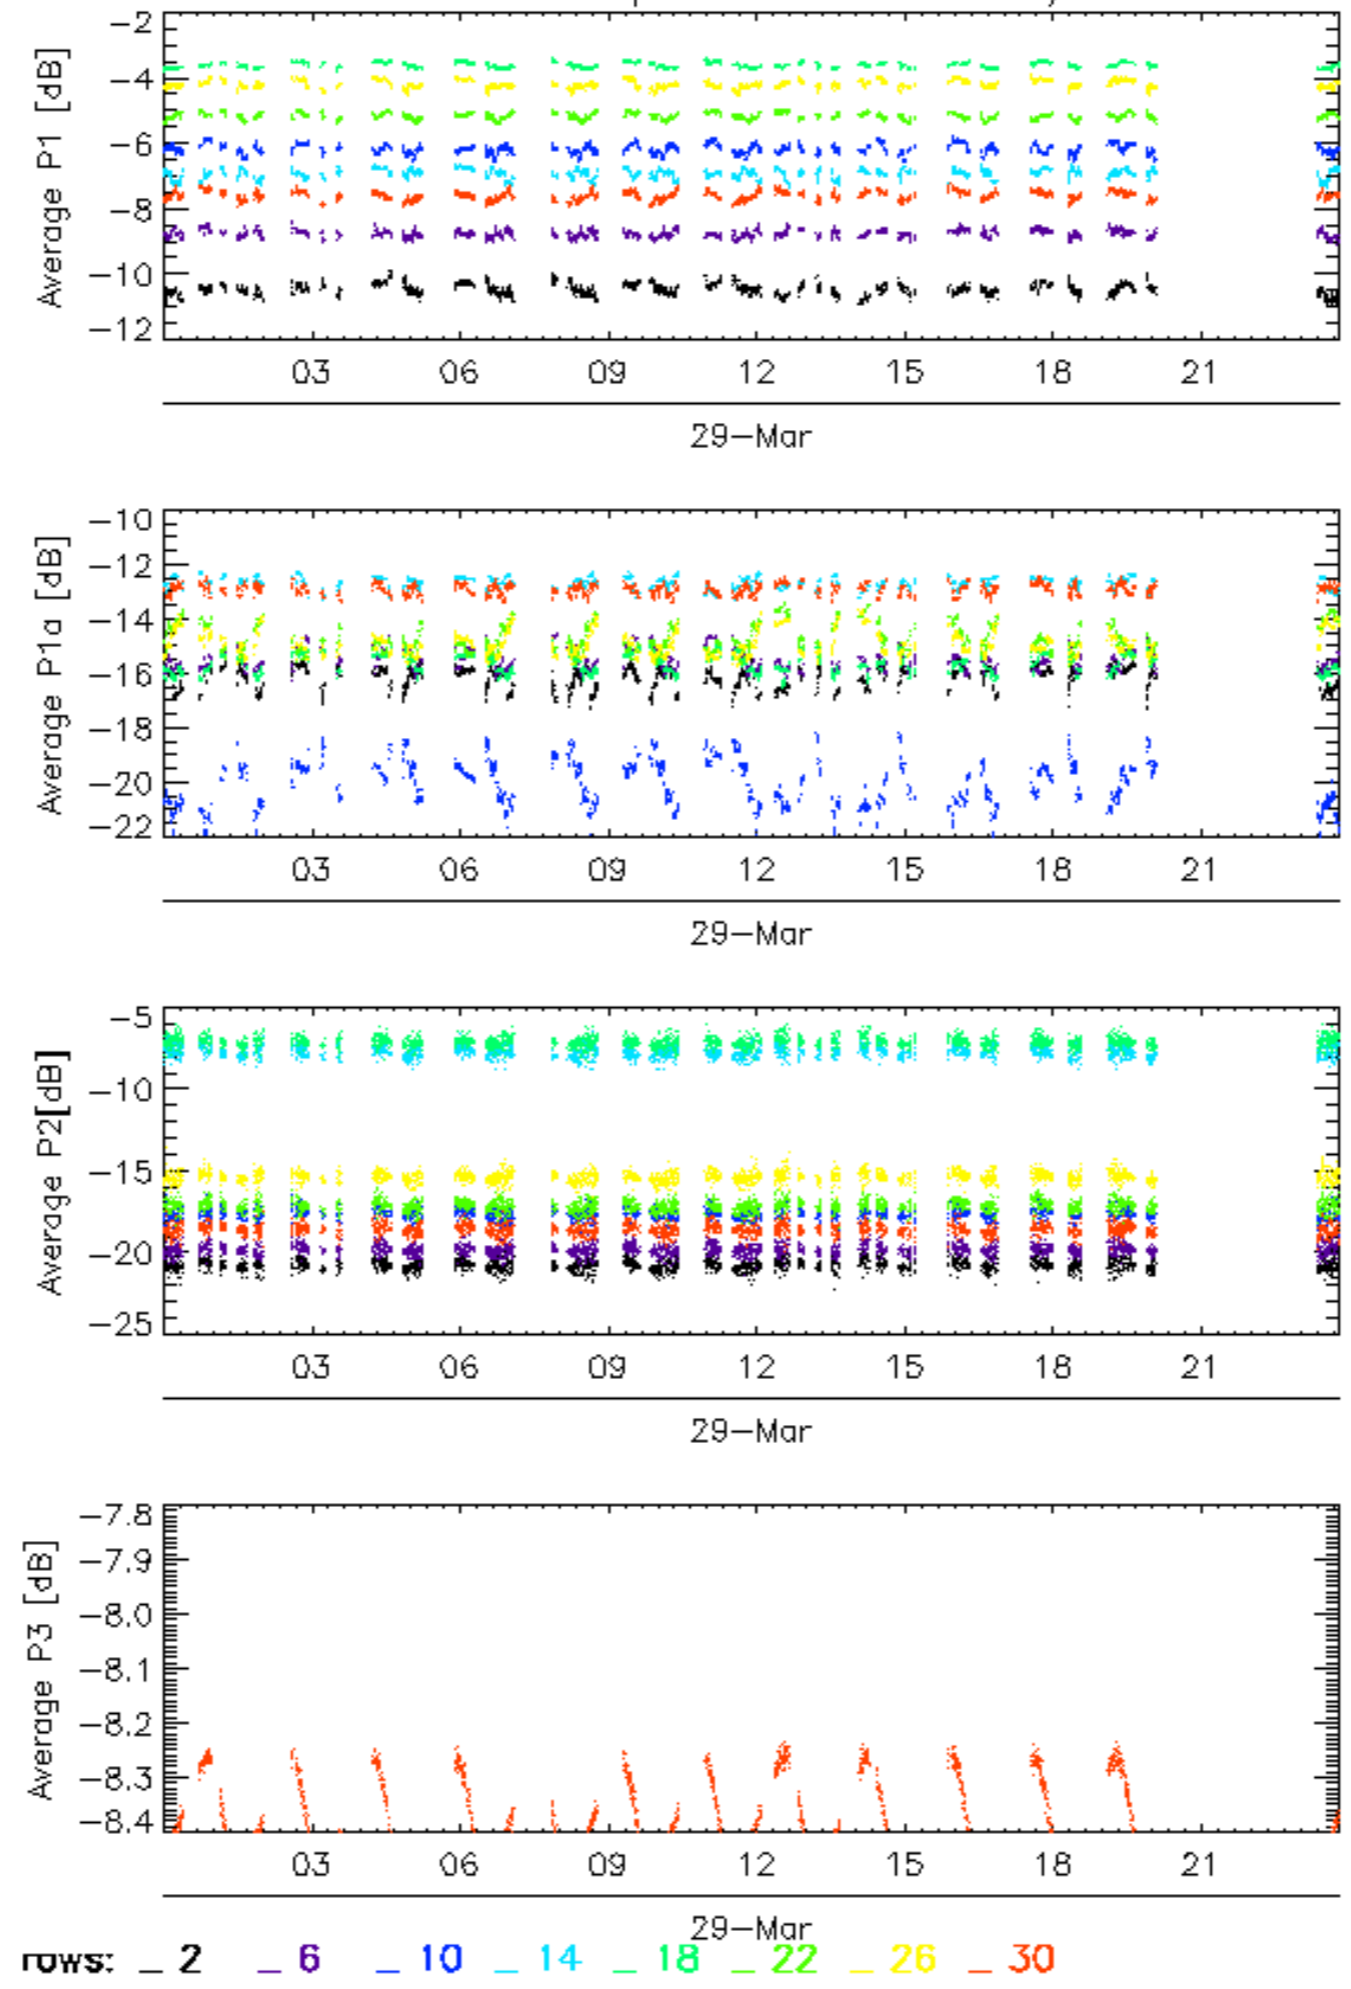 Average P1 [dB]
-2
-4
-6
-8
-10
-12
03 06 09 12 15 18 21
29-Mar
Average P1a [dB]
-10
-12
-14
-16
-18
-20
-22
03 06 09 12 15 18 21
29-Mar
Average P2[dB]
-5
-10
-15
-20
-25
03 06 09 12 15 18 21
29-Mar
Average P3 [dB]
-7.8
-7.9
-8.0
-8.1
-8.2
-8.3
-8.4
03 06 09 12 15 18 21
29-Mar
rows: _ 2 _ 6 _ 10 _ 14 _ 18 _ 22 _ 26 _ 30